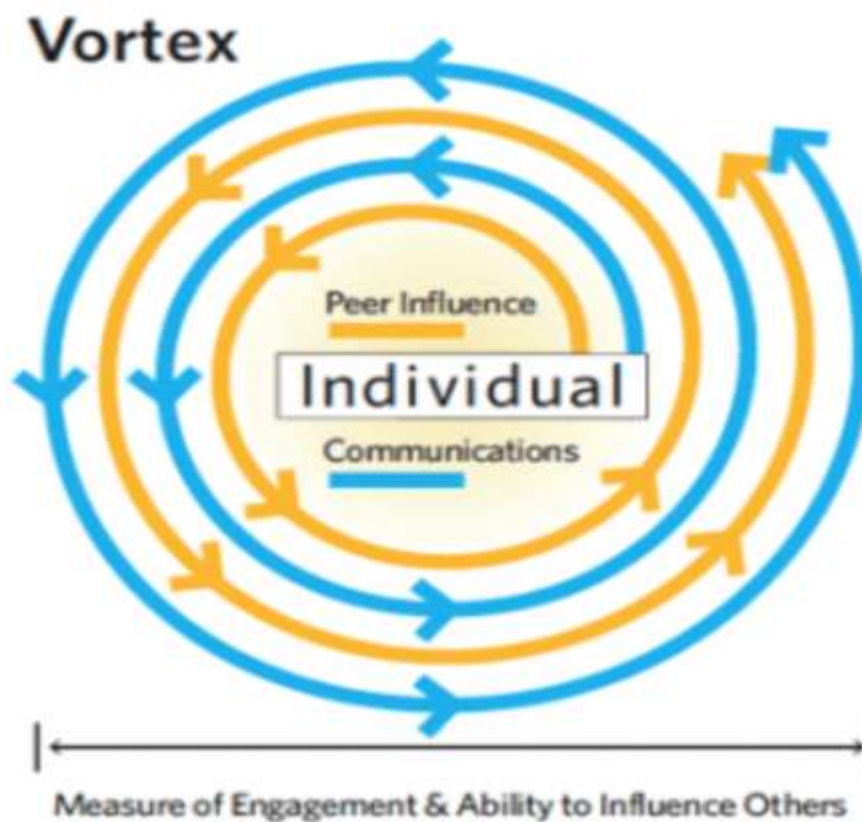 Vortex
Peer Influence
Individual
Communications
Measure of Engagement & Ability to Influence Others